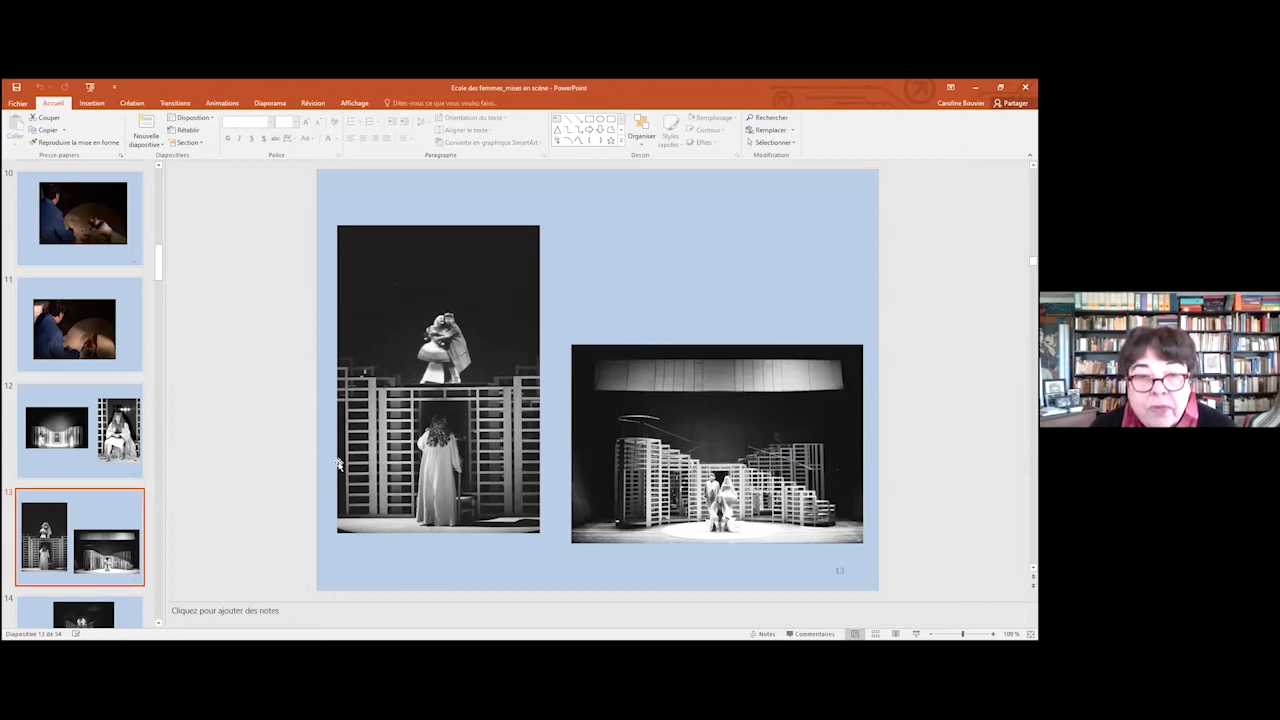 Ecole des femmes_mises en scène - PowerPoint
Fichier Accueil Insertion Création Transitions Animations Diaporama Révision Affichage Dites-nous ce que vous voulez faire. Caroline Bouvier Partager
Coller
Couper
Copier
Reproduire la mise en forme
Presse-papiers
Nouvelle diapositive
Disposition
Rétablir
Section
Diapositives
G I S S
Police
Orientation du texte
Aligner le texte
Convertir en graphique SmartArt
Paragraphe
Organiser
Styles rapides
Remplissage
Contour
Effets
Dessin
Rechercher
Remplacer
Sélectionner
Modification
10
11
12
13
14
13
Cliquez pour ajouter des notes
Diapositive 13 de 54 Notes Commentaires 109 %